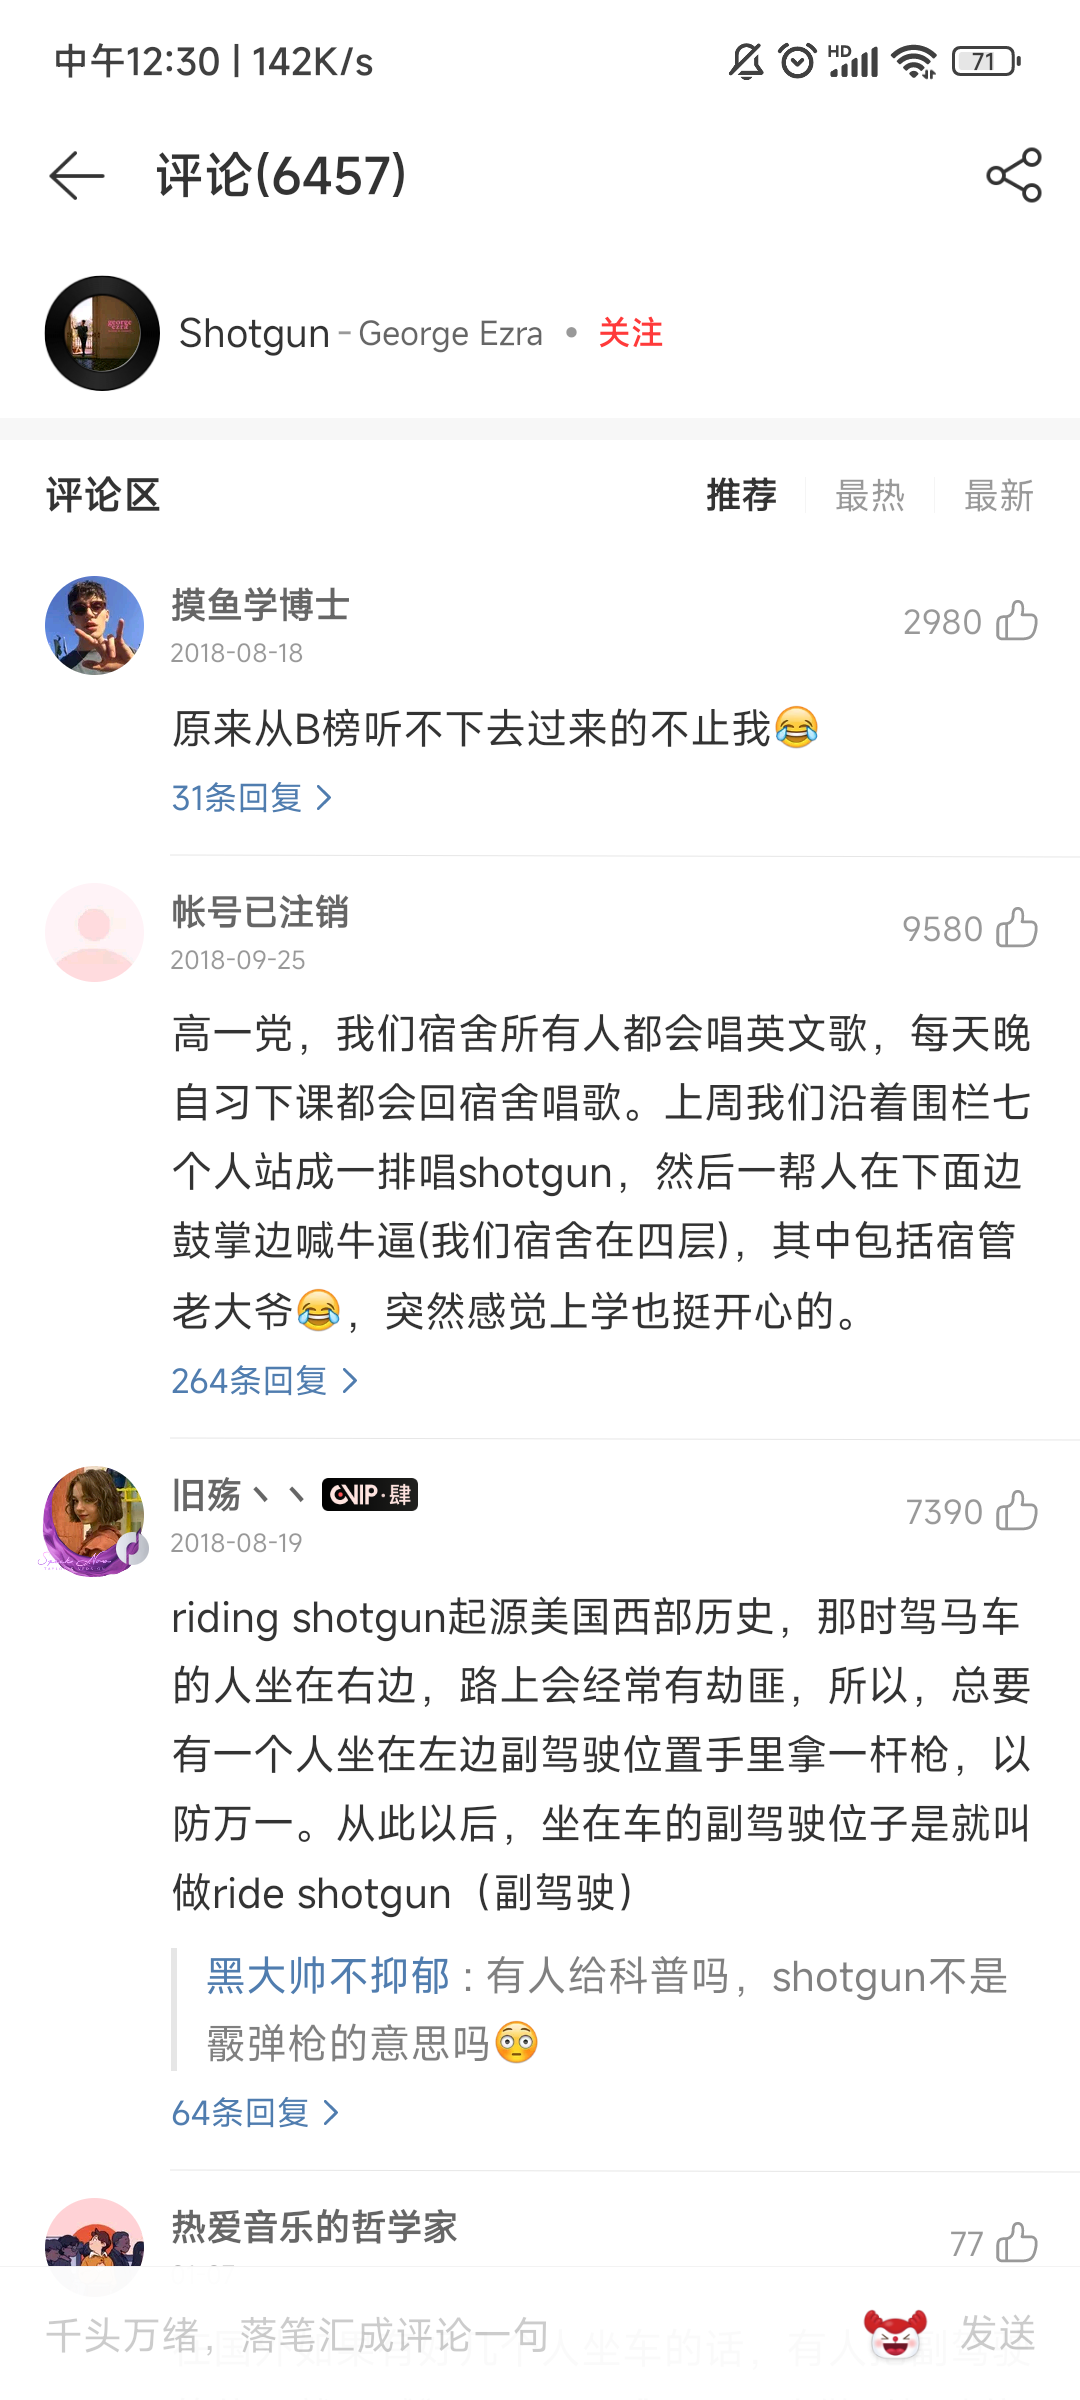 中午12:30 | 142K/s
HD
71
评论(6457)
Shotgun - George Ezra • 关注
评论区
推荐 最热 最新
摸鱼学博士
2980
2018-08-18
原来从B榜听不下去过来的不止我😂
31条回复 >
帐号已注销
9580
2018-09-25
高一党，我们宿舍所有人都会唱英文歌，每天晚
自习下课都会回宿舍唱歌。上周我们沿着围栏七
个人站成一排唱shotgun，然后一帮人在下面边
鼓掌边喊牛逼(我们宿舍在四层)，其中包括宿管
老大爷😂，突然感觉上学也挺开心的。
264条回复 >
旧殇丶丶 VIP·肆
7390
2018-08-19
riding shotgun起源美国西部历史，那时驾马车
的人坐在右边，路上会经常有劫匪，所以，总要
有一个人坐在左边副驾驶位置手里拿一杆枪，以
防万一。从此以后，坐在车的副驾驶位子是就叫
做ride shotgun（副驾驶）
黑大帅不抑郁：有人给科普吗，shotgun不是
霰弹枪的意思吗😳
64条回复 >
热爱音乐的哲学家
77
千头万绪，落笔汇成评论一句
发送